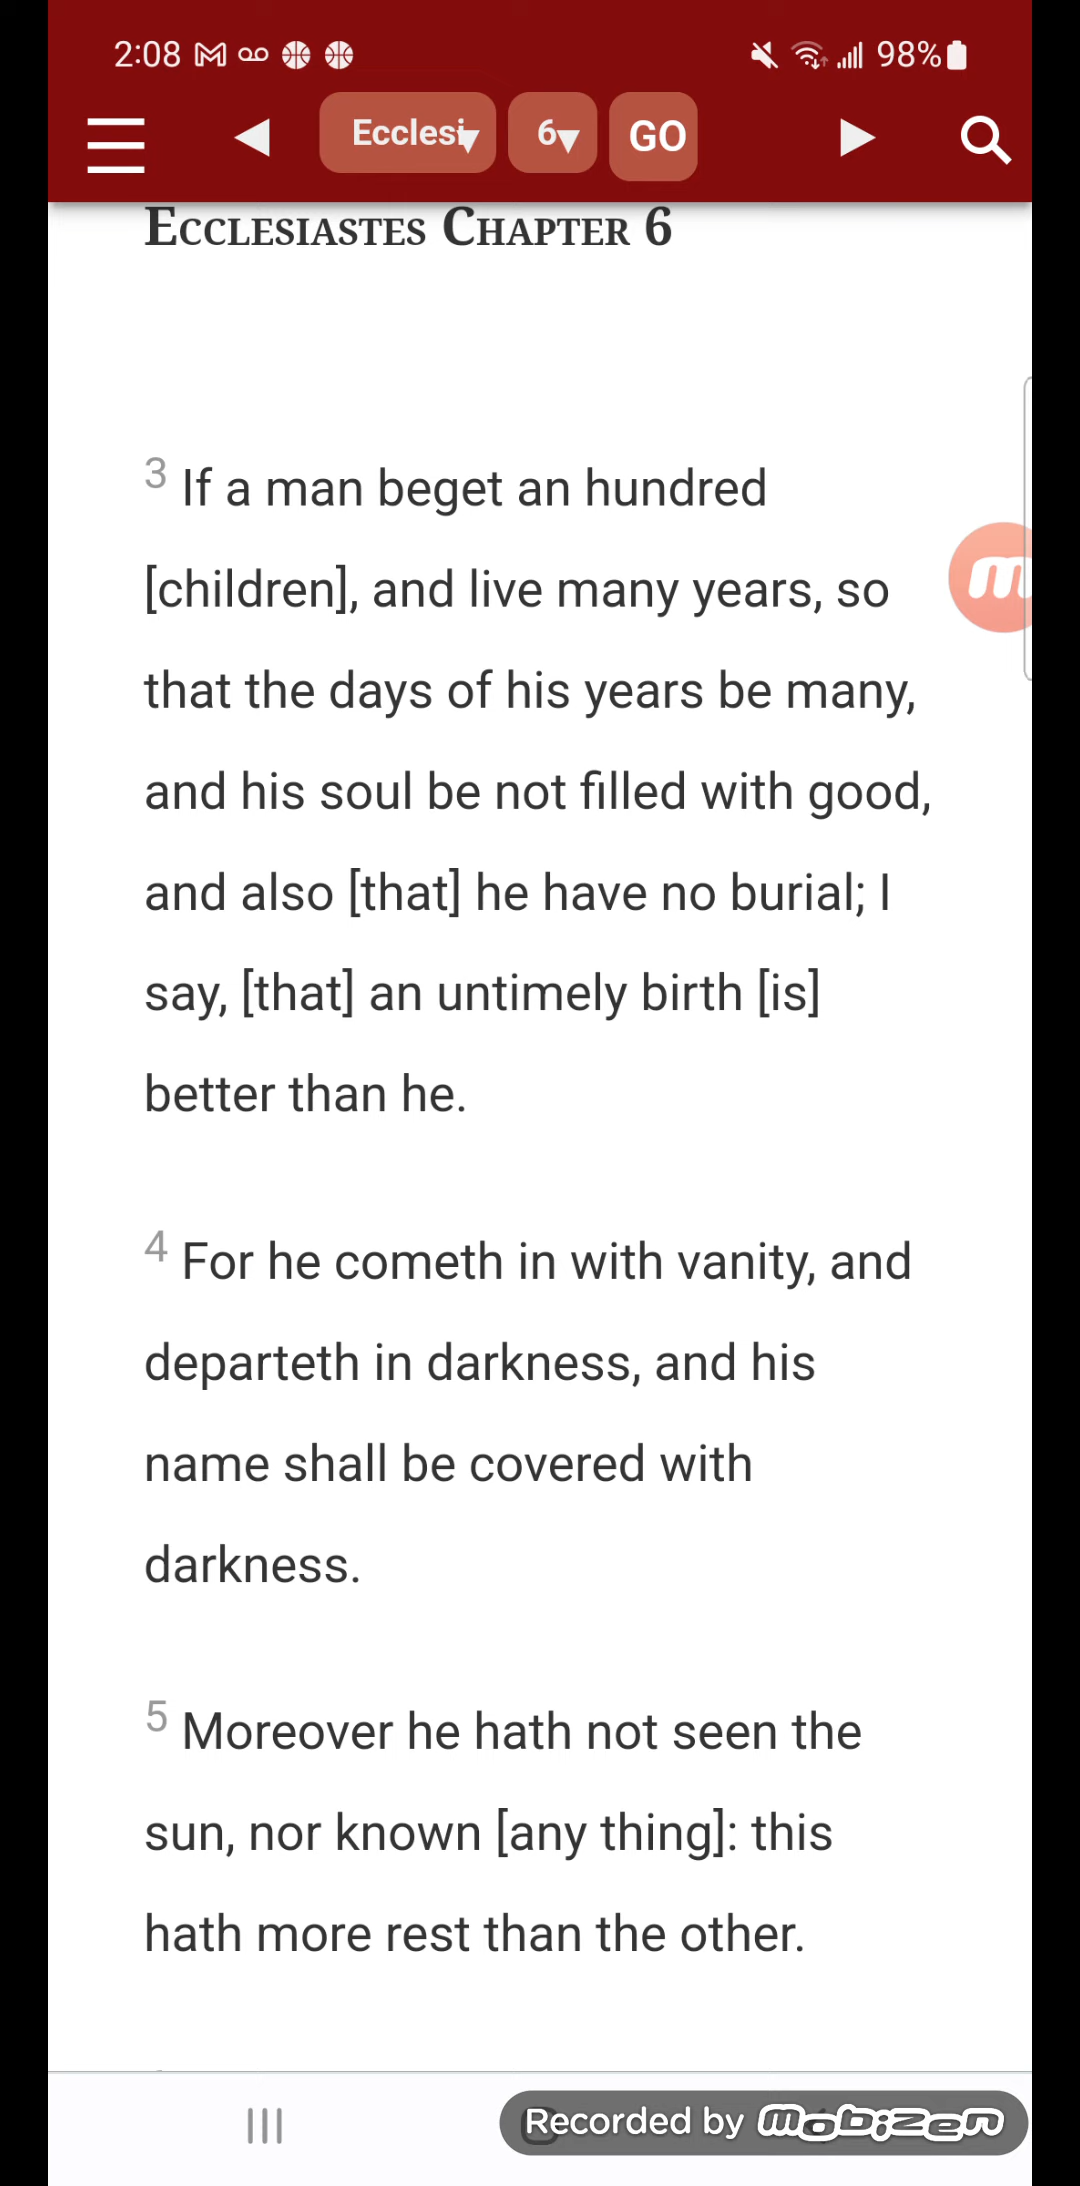 2:08 98%
Ecclesi 6 GO
Ecclesiastes Chapter 6
3 If a man beget an hundred
[children], and live many years, so
that the days of his years be many,
and his soul be not filled with good,
and also [that] he have no burial; I
say, [that] an untimely birth [is]
better than he.
4 For he cometh in with vanity, and
departeth in darkness, and his
name shall be covered with
darkness.
5 Moreover he hath not seen the
sun, nor known [any thing]: this
hath more rest than the other.
Recorded by mobizen